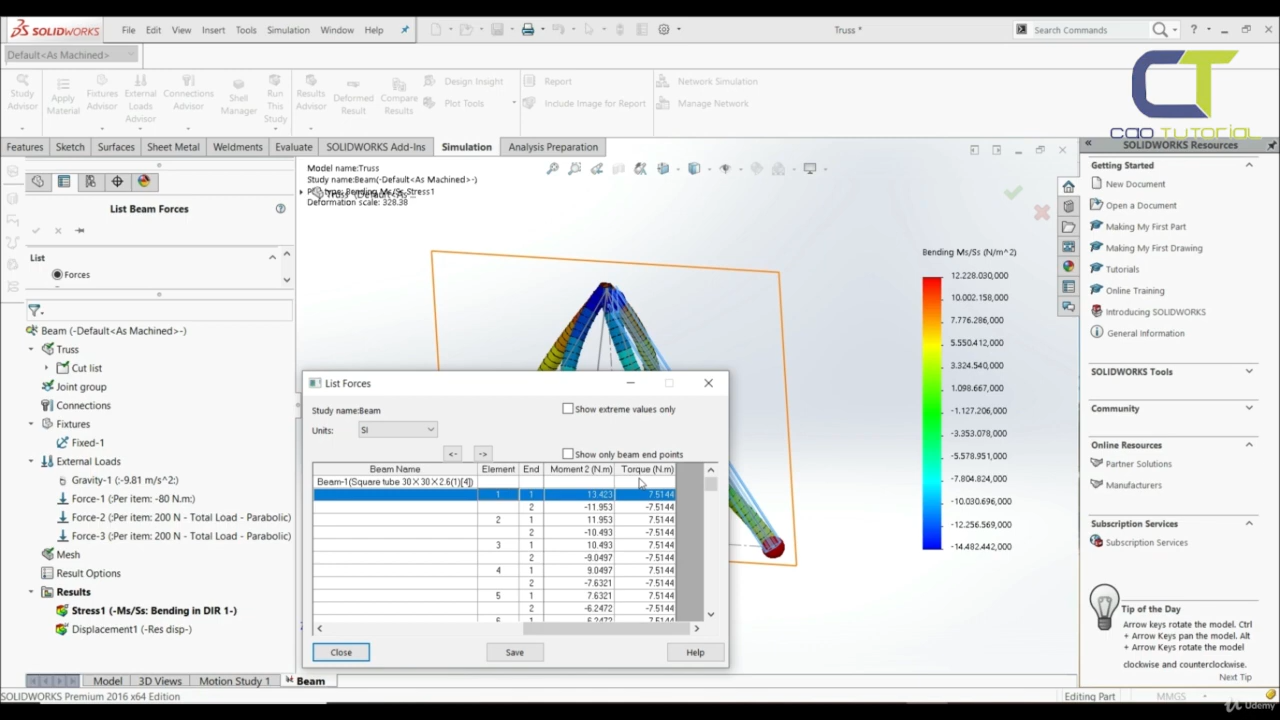 SOLIDWORKS File Edit View Insert Tools Simulation Window Help Truss * Search Commands ?
Default<As Machined>
Study Advisor
Apply Material
Fixtures Advisor
External Loads Advisor
Connections Advisor
Shell Manager
Run This Study
Results Advisor
Deformed Result
Compare Results
Design Insight
Plot Tools
Report
Include Image for Report
Network Simulation
Manage Network
CT
CAD TUTORIAL
Features Sketch Surfaces Sheet Metal Weldments Evaluate SOLIDWORKS Add-Ins Simulation Analysis Preparation
List Beam Forces
List
Forces
Beam (-Default<As Machined>-)
Truss
Cut list
Joint group
Connections
Fixtures
Fixed-1
External Loads
Gravity-1 (:-9.81 m/s^2:)
Force-1 (:Per item: -80 N.m:)
Force-2 (:Per item: 200 N - Total Load - Parabolic)
Force-3 (:Per item: 200 N - Total Load - Parabolic)
Mesh
Result Options
Results
Stress1 (-Ms/Ss: Bending in DIR 1-)
Displacement1 (-Res disp-)
Model name:Truss
Study name:Beam(-Default<As Machined>-)
Plot type: Bending Ms/Ss Stress1
Deformation scale: 328.38
Bending Ms/Ss (N/m^2)
12.228.030,000
10.002.158,000
7.776.286,000
5.550.412,000
3.324.540,000
1.098.667,000
-1.127.206,000
-3.353.078,000
-5.578.951,000
-7.804.824,000
-10.030.696,000
-12.256.569,000
-14.482.442,000
List Forces
Study name:Beam
Units: SI
Show extreme values only
<- -> Show only beam end points
Beam Name Element End Moment 2 (N.m) Torque (N.m)
Beam-1(Square tube 30×30×2.6(1)[4])
1 1 13.423 7.5144
2 -11.953 -7.5144
2 1 11.953 7.5144
2 -10.493 -7.5144
3 1 10.493 7.5144
2 -9.0497 -7.5144
4 1 9.0497 7.5144
2 -7.6321 -7.5144
5 1 7.6321 7.5144
2 -6.2472 -7.5144
6 1 6.2472 7.5144
Close Save Help
SOLIDWORKS Resources
Getting Started
New Document
Open a Document
Making My First Part
Making My First Drawing
Tutorials
Online Training
Introducing SOLIDWORKS
General Information
SOLIDWORKS Tools
Community
Online Resources
Partner Solutions
Manufacturers
Subscription Services
Subscription Services
Tip of the Day
Arrow keys rotate the model. Ctrl
+ Arrow Keys pan the model. Alt
+ Arrow Keys rotate the model
clockwise and counterclockwise.
Next Tip
Model 3D Views Motion Study 1 Beam
SOLIDWORKS Premium 2016 x64 Edition Editing Part MMGS
Udemy